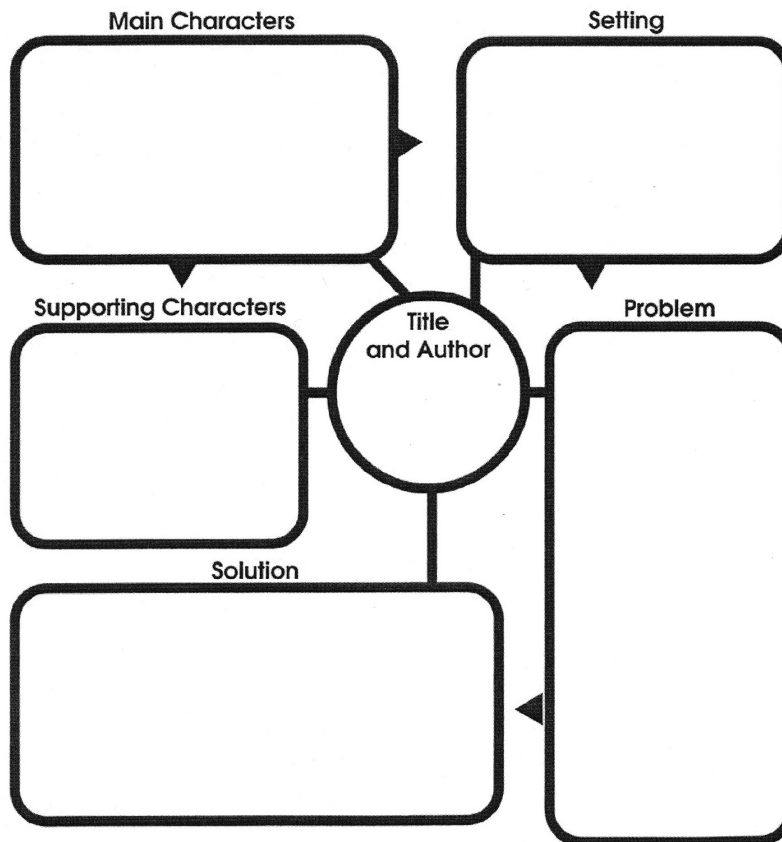 Main Characters
Setting
Supporting Characters
Title
and Author
Problem
Solution